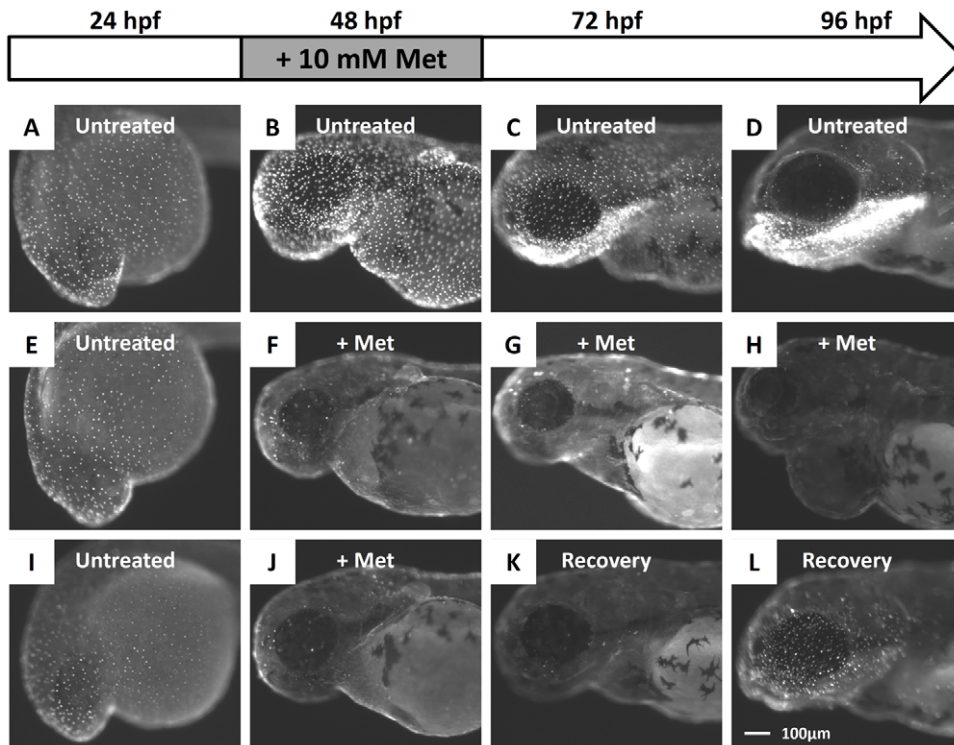 24 hpf 48 hpf 72 hpf 96 hpf
+ 10 mM Met
A Untreated B Untreated C Untreated D Untreated
E Untreated F + Met G + Met H + Met
I Untreated J + Met K Recovery L Recovery
100μm